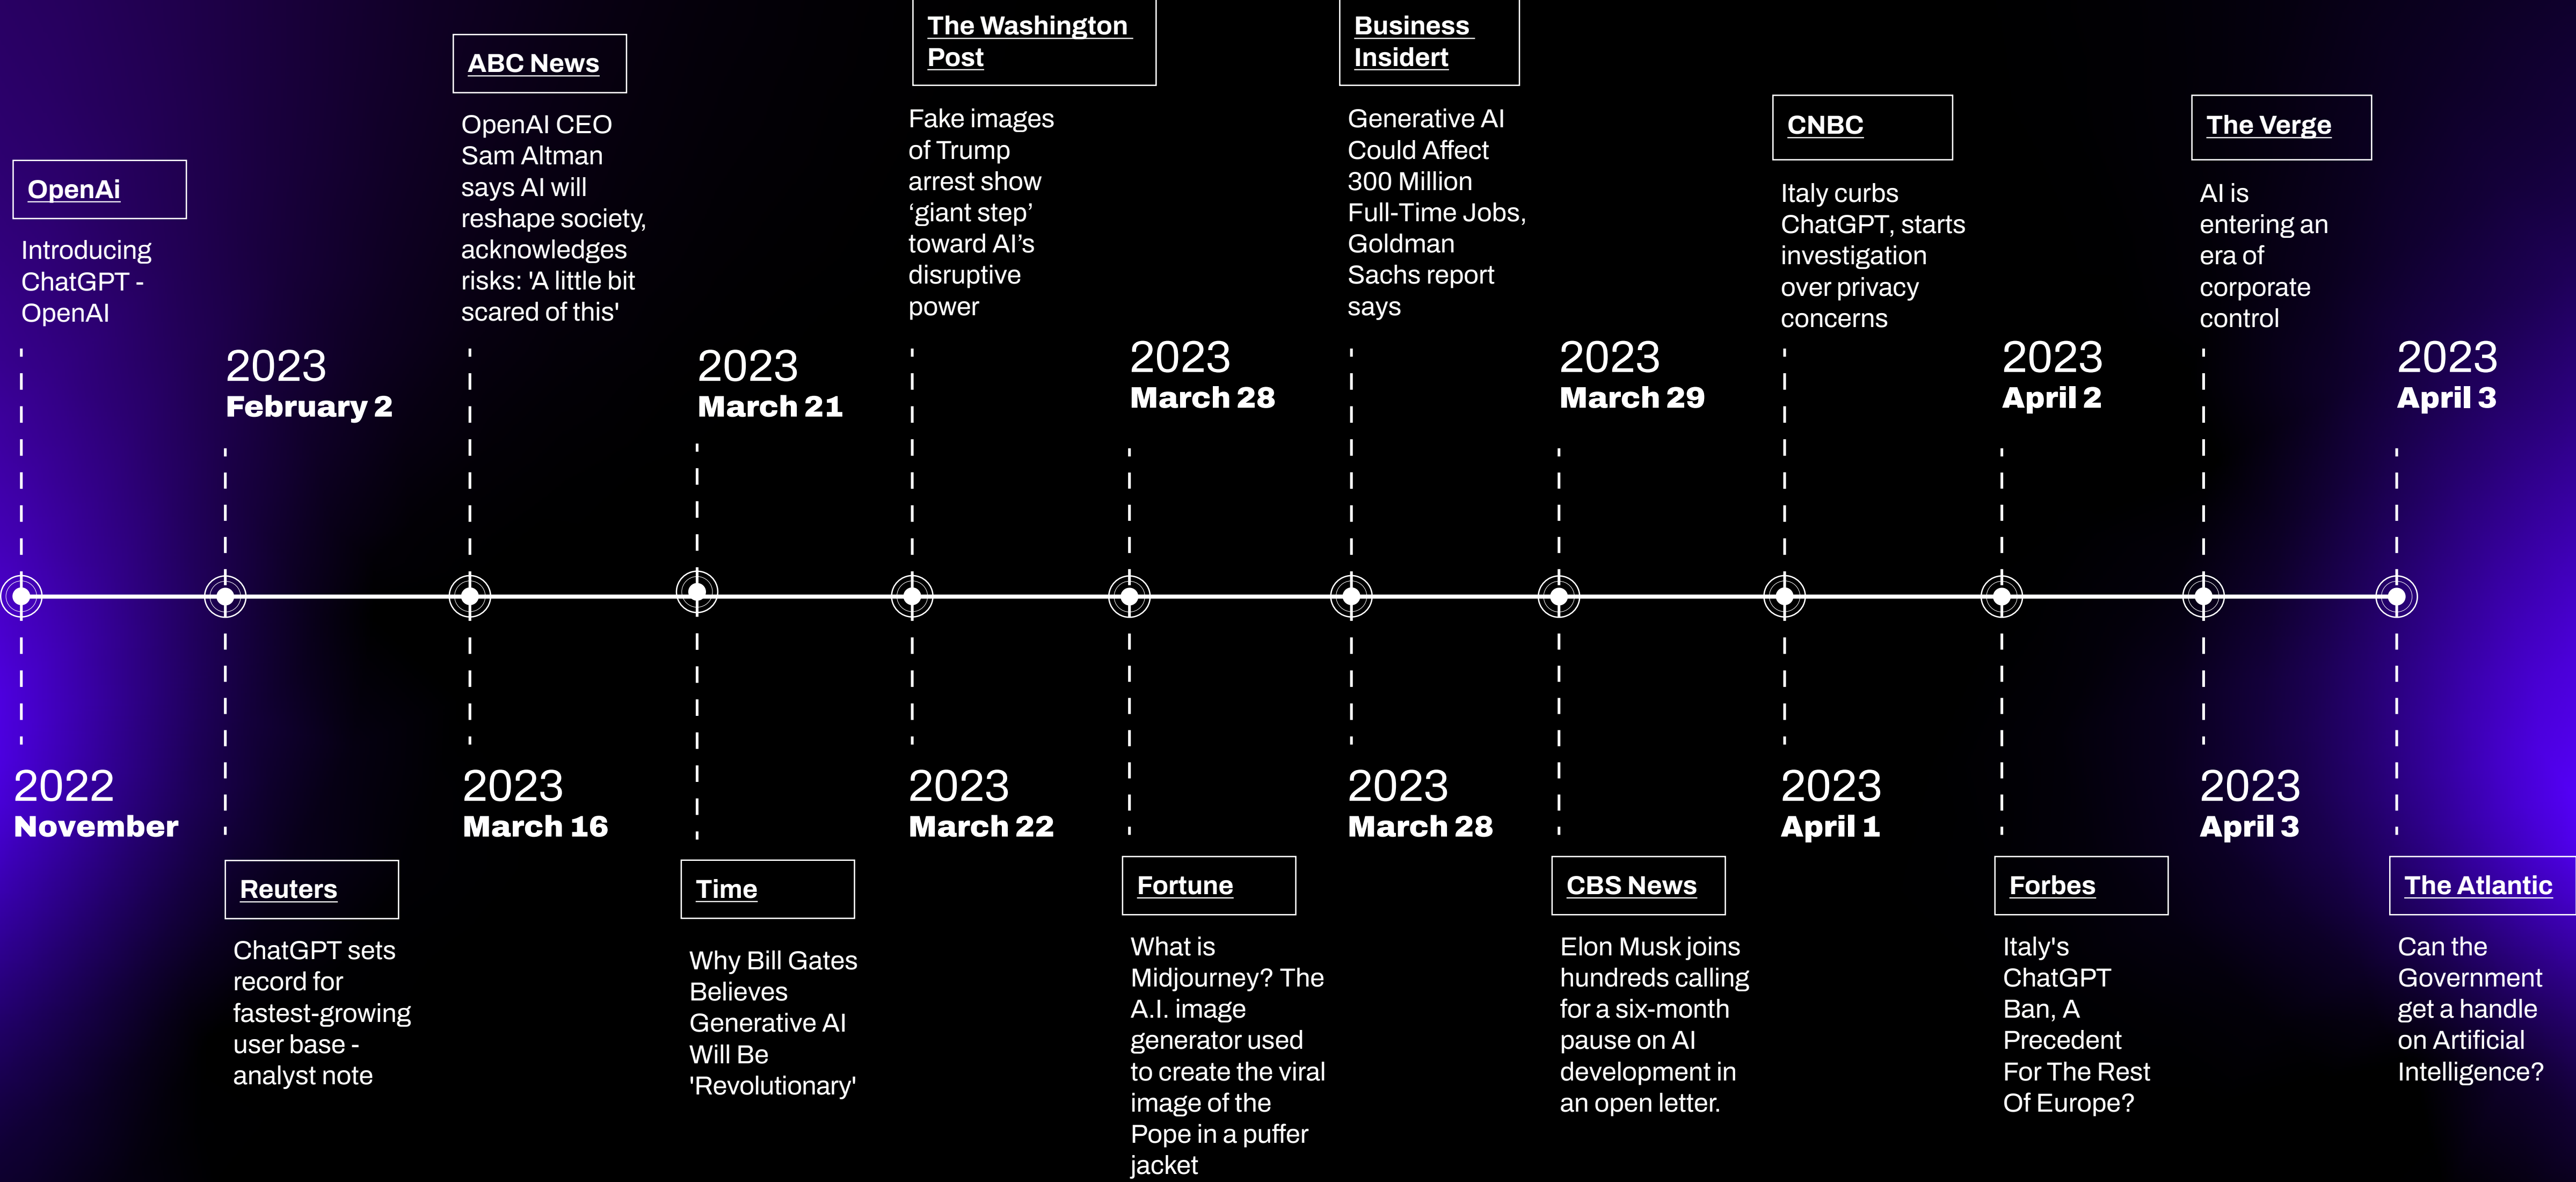 OpenAi
Introducing
ChatGPT -
OpenAI
2022
November
2023
February 2
Reuters
ChatGPT sets
record for
fastest-growing
user base -
analyst note
ABC News
OpenAI CEO
Sam Altman
says AI will
reshape society,
acknowledges
risks: 'A little bit
scared of this'
2023
March 16
2023
March 21
Time
Why Bill Gates
Believes
Generative AI
Will Be
'Revolutionary'
The Washington
Post
Fake images
of Trump
arrest show
‘giant step’
toward AI’s
disruptive
power
2023
March 22
2023
March 28
Fortune
What is
Midjourney? The
A.I. image
generator used
to create the viral
image of the
Pope in a puffer
jacket
Business
Insidert
Generative AI
Could Affect
300 Million
Full-Time Jobs,
Goldman
Sachs report
says
2023
March 28
2023
March 29
CBS News
Elon Musk joins
hundreds calling
for a six-month
pause on AI
development in
an open letter.
CNBC
Italy curbs
ChatGPT, starts
investigation
over privacy
concerns
2023
April 1
2023
April 2
Forbes
Italy's
ChatGPT
Ban, A
Precedent
For The Rest
Of Europe?
The Verge
AI is
entering an
era of
corporate
control
2023
April 3
2023
April 3
The Atlantic
Can the
Government
get a handle
on Artificial
Intelligence?